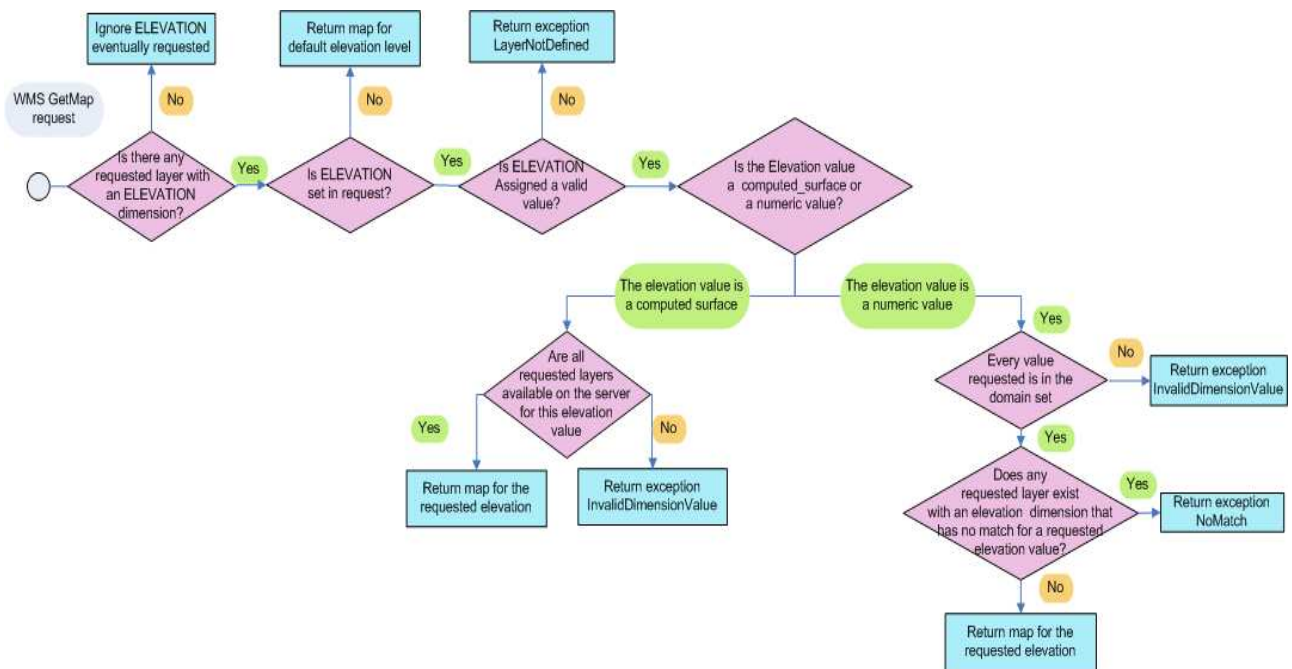 Ignore ELEVATION
eventually requested
Return map for
default elevation level
Return exception
LayerNotDefined
WMS GetMap
request
No
No
No
Is there any
requested layer with
an ELEVATION
dimension?
Yes
Is ELEVATION
set in request?
Yes
Is ELEVATION
Assigned a valid
value?
Yes
Is the Elevation value
a computed_surface or
a numeric value?
The elevation value is
a computed surface
The elevation value is
a numeric value
Yes
Are all
requested layers
available on the server
for this elevation
value
Yes
No
Return map for the
requested elevation
Return exception
InvalidDimensionValue
Every value
requested is in the
domain set
No
Return exception
InvalidDimensionValue
Yes
Does any
requested layer exist
with an elevation dimension that
has no match for a requested
elevation value?
Yes
Return exception
NoMatch
No
Return map for the
requested elevation